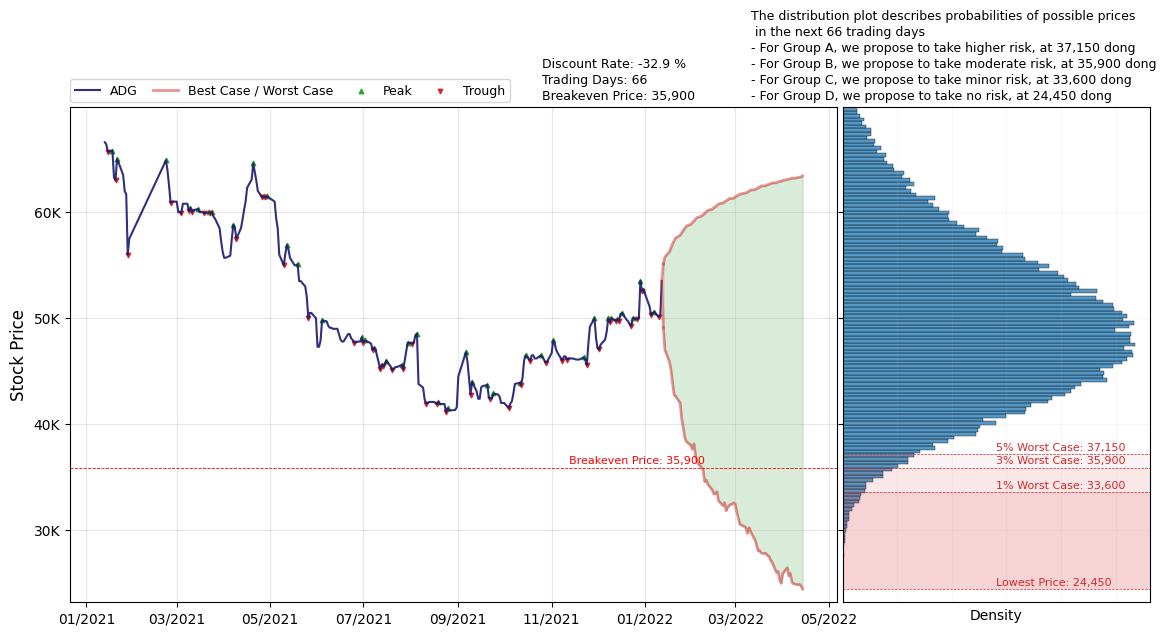 The distribution plot describes probabilities of possible prices
in the next 66 trading days
- For Group A, we propose to take higher risk, at 37,150 dong
- For Group B, we propose to take moderate risk, at 35,900 dong
- For Group C, we propose to take minor risk, at 33,600 dong
- For Group D, we propose to take no risk, at 24,450 dong
Discount Rate: -32.9 %
Trading Days: 66
Breakeven Price: 35,900
ADG
Best Case / Worst Case
Peak
Trough
Stock Price
60K
50K
40K
30K
Breakeven Price: 35,900
5% Worst Case: 37,150
3% Worst Case: 35,900
1% Worst Case: 33,600
Lowest Price: 24,450
01/2021
03/2021
05/2021
07/2021
09/2021
11/2021
01/2022
03/2022
05/2022
Density